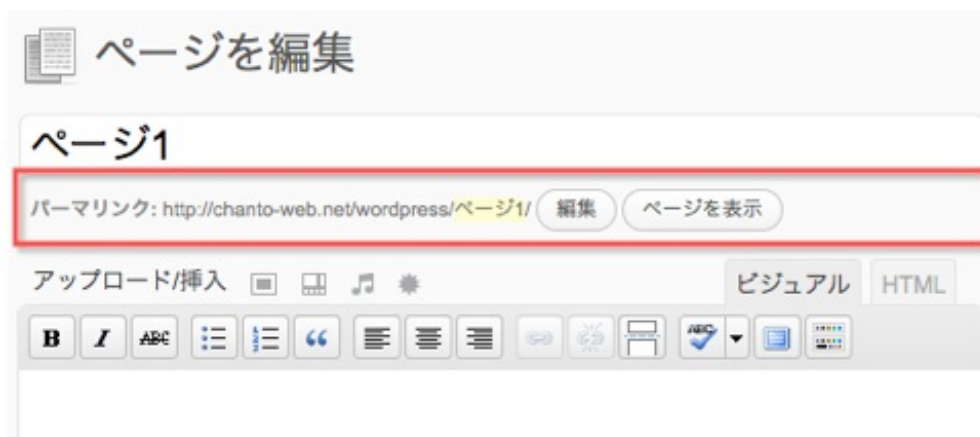 ページを編集
ページ1
パーマリンク: http://chanto-web.net/wordpress/ページ1/ 編集 ページを表示
アップロード/挿入 ビジュアル HTML
B I ABC ABC